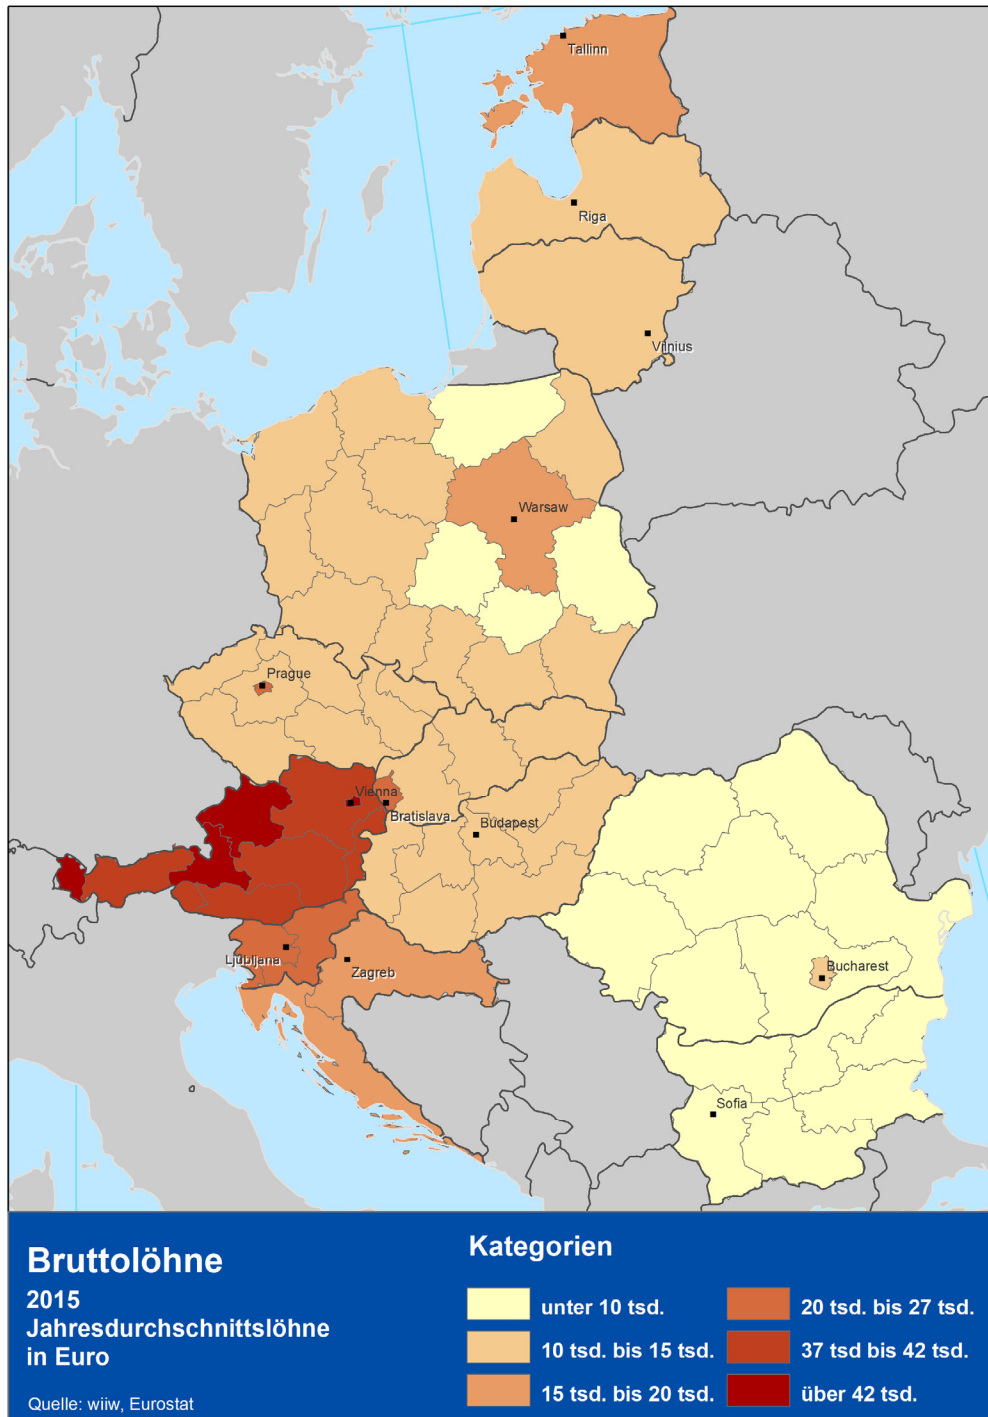 Tallinn
Riga
Vilnius
Warsaw
Prague
Vienna
Bratislava
Budapest
Ljubljana
Zagreb
Bucharest
Sofia
Bruttolöhne
2015
Jahresdurchschnittslöhne
in Euro
Quelle: wiiw, Eurostat
Kategorien
unter 10 tsd.
10 tsd. bis 15 tsd.
15 tsd. bis 20 tsd.
20 tsd. bis 27 tsd.
37 tsd bis 42 tsd.
über 42 tsd.